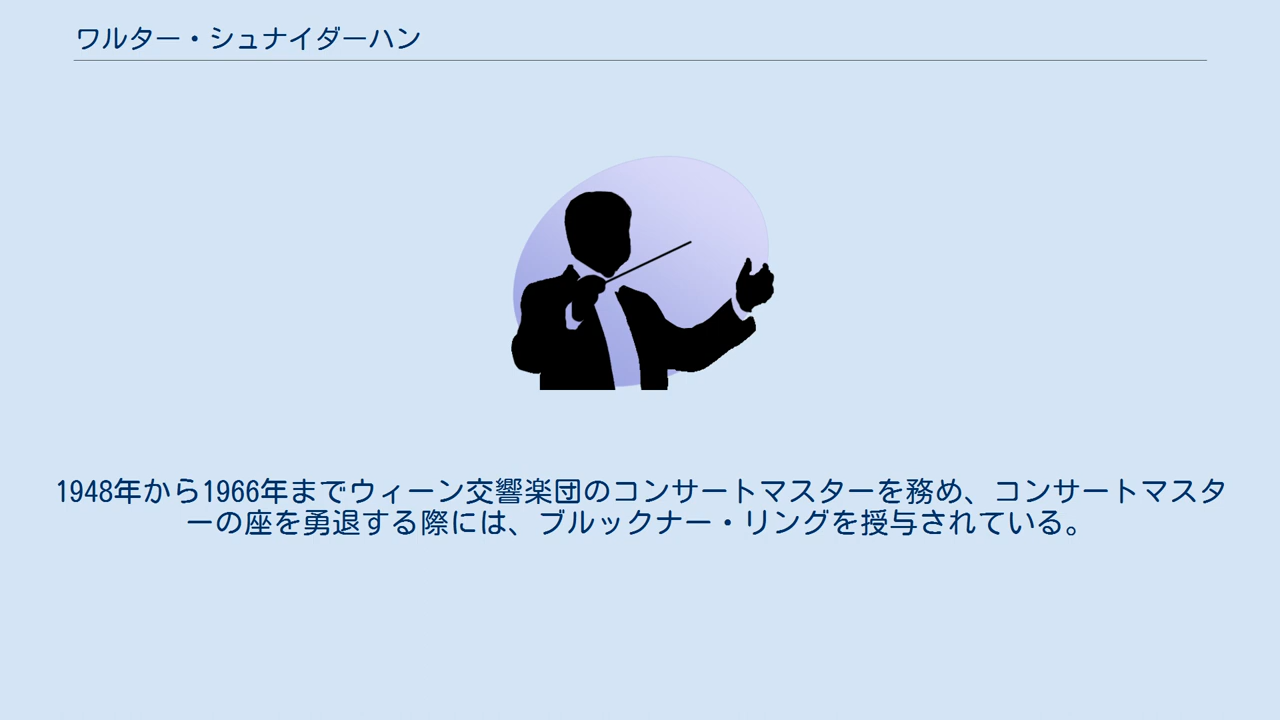 ワルター・シュナイダーハン
1948年から1966年までウィーン交響楽団のコンサートマスターを務め、コンサートマスタ
ーの座を勇退する際には、ブルックナー・リングを授与されている。